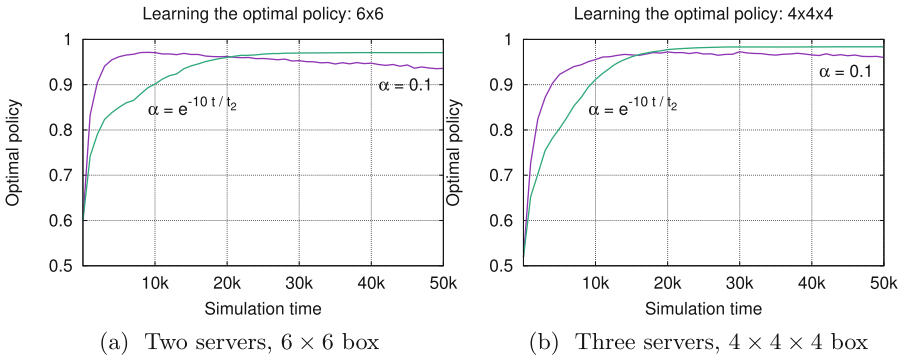 Learning the optimal policy: 6x6
Optimal policy
1
0.9
0.8
0.7
0.6
0.5
α = 0.1
α = e^-10 t / t_2
10k
20k
30k
40k
50k
Simulation time
(a) Two servers, 6 × 6 box
Learning the optimal policy: 4x4x4
Optimal policy
1
0.9
0.8
0.7
0.6
0.5
α = 0.1
α = e^-10 t / t_2
10k
20k
30k
40k
50k
Simulation time
(b) Three servers, 4 × 4 × 4 box